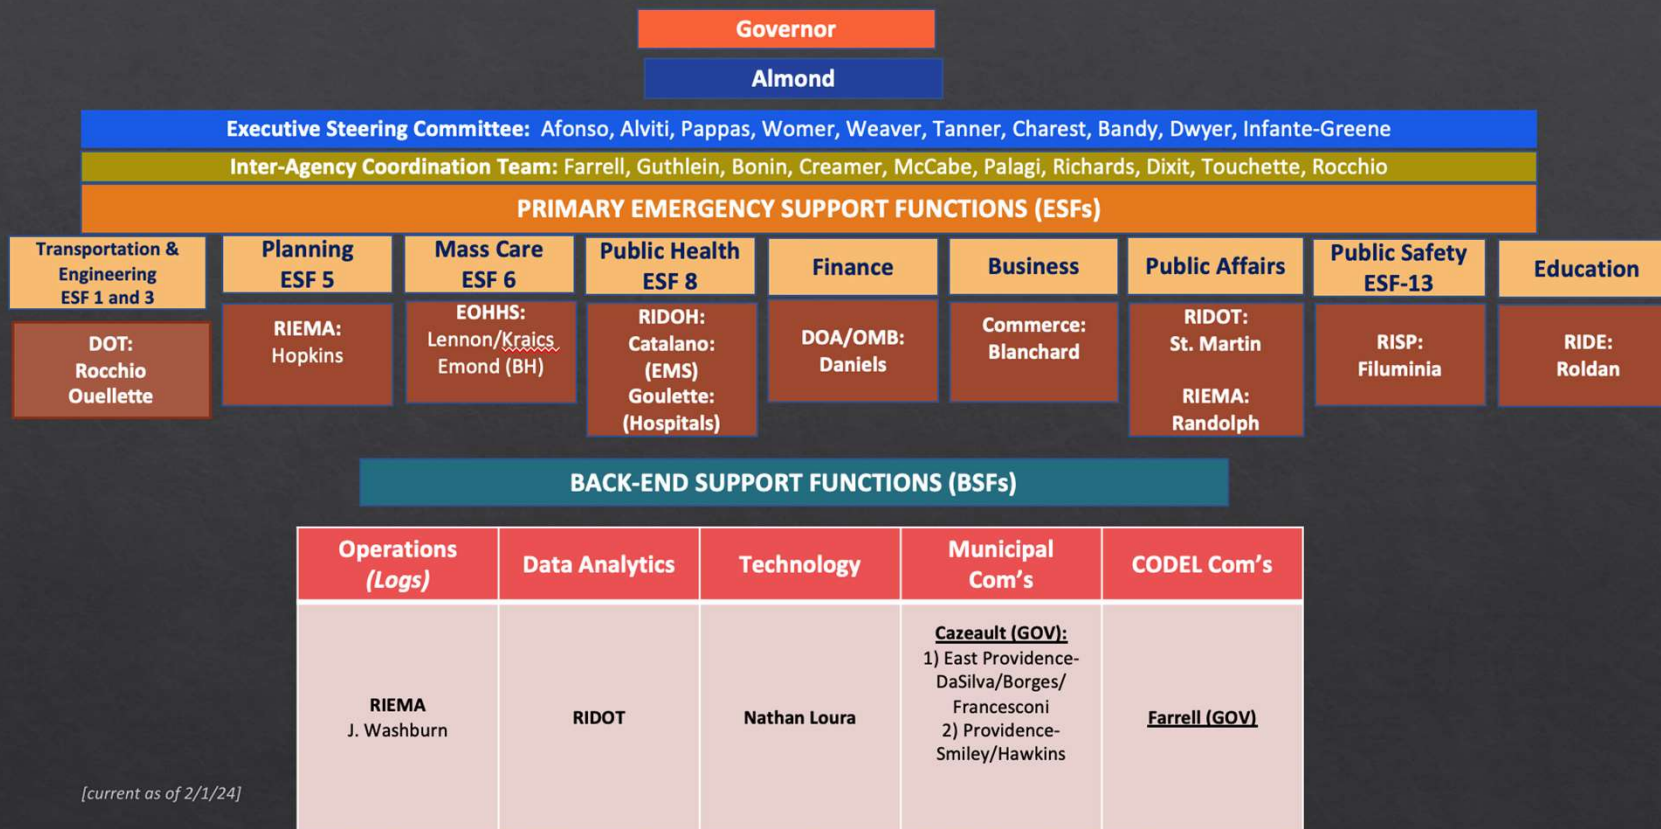 Governor
Almond
Executive Steering Committee: Afonso, Alviti, Pappas, Womer, Weaver, Tanner, Charest, Bandy, Dwyer, Infante-Greene
Inter-Agency Coordination Team: Farrell, Guthlein, Bonin, Creamer, McCabe, Palagi, Richards, Dixit, Touchette, Rocchio
PRIMARY EMERGENCY SUPPORT FUNCTIONS (ESFs)
Transportation &
Engineering
ESF 1 and 3
DOT:
Rocchio
Ouellette
Planning
ESF 5
RIEMA:
Hopkins
Mass Care
ESF 6
EOHHS:
Lennon/Kraics
Emond (BH)
Public Health
ESF 8
RIDOH:
Catalano:
(EMS)
Goulette:
(Hospitals)
Finance
DOA/OMB:
Daniels
Business
Commerce:
Blanchard
Public Affairs
RIDOT:
St. Martin
RIEMA:
Randolph
Public Safety
ESF-13
RISP:
Filuminia
Education
RIDE:
Roldan
BACK-END SUPPORT FUNCTIONS (BSFs)
Operations
(Logs)
RIEMA
J. Washburn
Data Analytics
RIDOT
Technology
Nathan Loura
Municipal
Com's
Cazeault (GOV):
1) East Providence-
DaSilva/Borges/
Francesconi
2) Providence-
Smiley/Hawkins
CODEL Com's
Farrell (GOV)
[current as of 2/1/24]